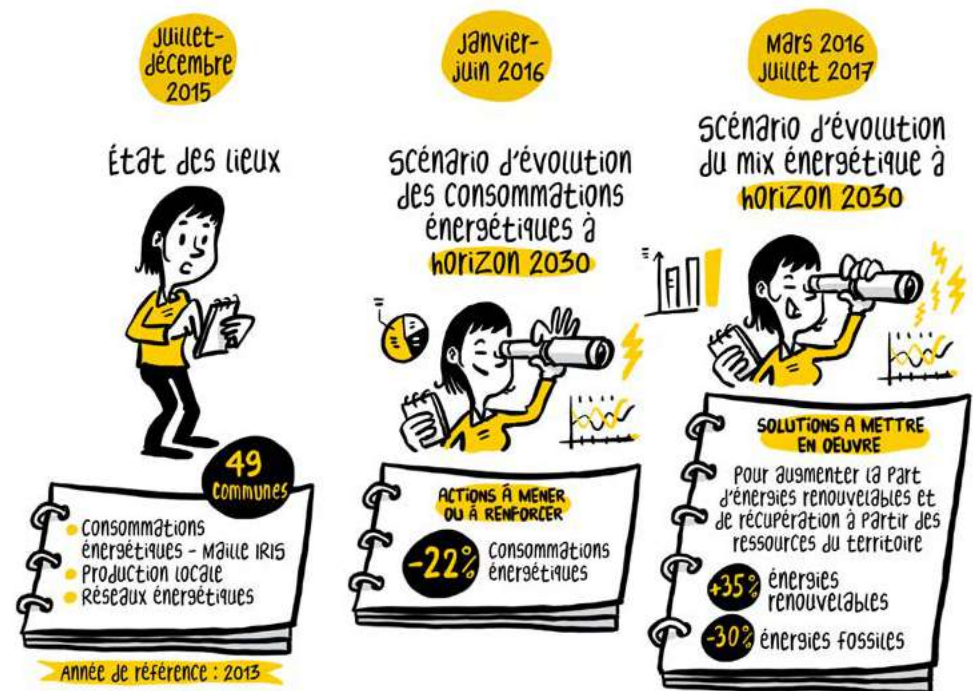 Juillet-
décembre
2015
État des lieux
49
communes
Consommations
énergétiques - Maille IRIS
Production locale
Réseaux énergétiques
Année de référence : 2013
Janvier-
juin 2016
Scénario d'évolution
des consommations
énergétiques à
horizon 2030
ACTIONS À MENER
OU À RENFORCER
-22%
Consommations
énergétiques
Mars 2016
Juillet 2017
Scénario d'évolution
du mix énergétique à
horizon 2030
SOLUTIONS A METTRE
EN OEUVRE
Pour augmenter la part
d'énergies renouvelables et
de récupération à partir des
ressources du territoire
+35%
énergies
renouvelables
-30%
énergies fossiles